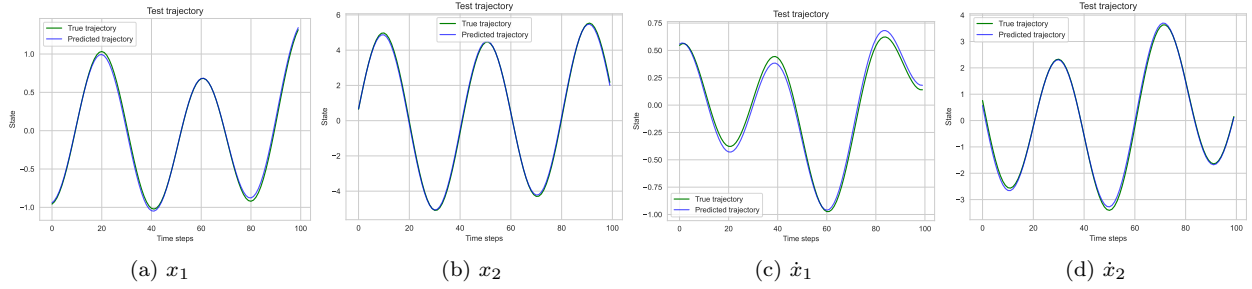 Test trajectory
True trajectory
Predicted trajectory
State
1.0
0.5
0.0
−0.5
−1.0
0 20 40 60 80 100
Time steps
(a) x₁
Test trajectory
True trajectory
Predicted trajectory
State
6
4
2
0
−2
−4
0 20 40 60 80 100
Time steps
(b) x₂
Test trajectory
True trajectory
Predicted trajectory
State
0.75
0.50
0.25
0.00
−0.25
−0.50
−0.75
−1.00
0 20 40 60 80 100
Time steps
(c) ẋ₁
Test trajectory
True trajectory
Predicted trajectory
State
4
3
2
1
0
−1
−2
−3
0 20 40 60 80 100
Time steps
(d) ẋ₂